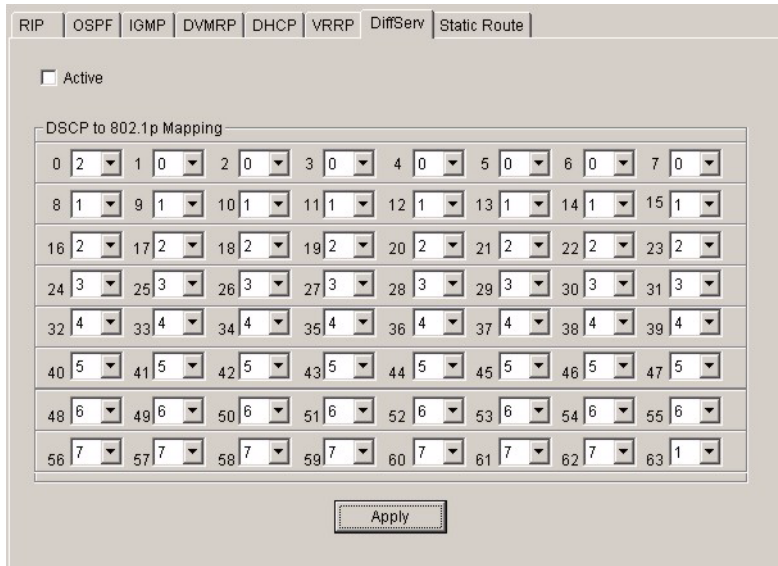 RIP OSPF IGMP DVMRP DHCP VRRP DiffServ Static Route
Active
DSCP to 802.1p Mapping
0 2 1 0 2 0 3 0 4 0 5 0 6 0 7 0
8 1 9 1 10 1 11 1 12 1 13 1 14 1 15 1
16 2 17 2 18 2 19 2 20 2 21 2 22 2 23 2
24 3 25 3 26 3 27 3 28 3 29 3 30 3 31 3
32 4 33 4 34 4 35 4 36 4 37 4 38 4 39 4
40 5 41 5 42 5 43 5 44 5 45 5 46 5 47 5
48 6 49 6 50 6 51 6 52 6 53 6 54 6 55 6
56 7 57 7 58 7 59 7 60 7 61 7 62 7 63 1
Apply